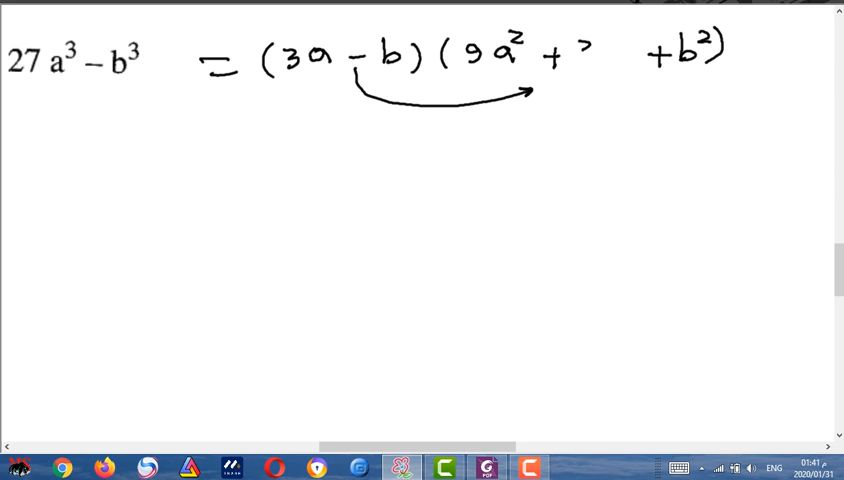 27 a³ – b³ = (3a – b)(9a² + + b²)
ENG
01:41 م
2020/01/31